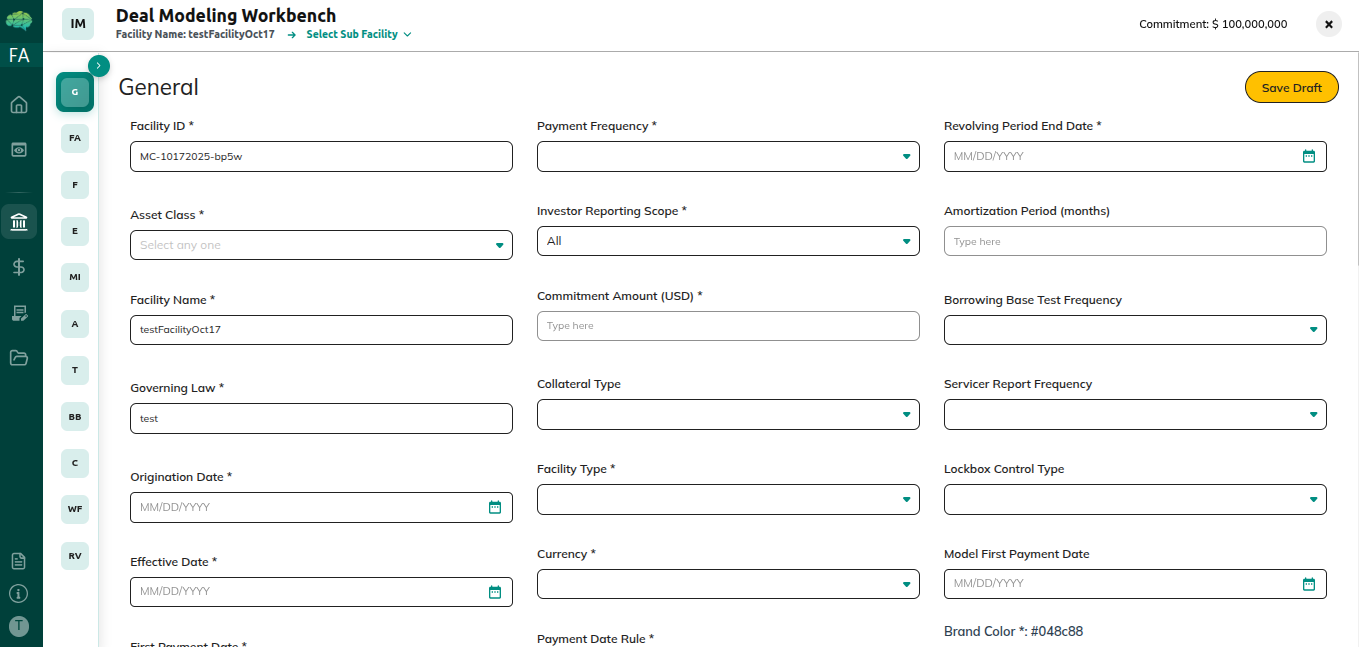 IM
Deal Modeling Workbench
Facility Name: testFacilityOct17 → Select Sub Facility
Commitment: $ 100,000,000
FA
G
FA
F
E
MI
A
T
BB
C
WF
RV
T
General
Save Draft
Facility ID *
MC-10172025-bp5w
Asset Class *
Select any one
Facility Name *
testFacilityOct17
Governing Law *
test
Origination Date *
MM/DD/YYYY
Effective Date *
MM/DD/YYYY
First Payment Date *
Payment Frequency *
Investor Reporting Scope *
All
Commitment Amount (USD) *
Type here
Collateral Type
Facility Type *
Currency *
Payment Date Rule *
Revolving Period End Date *
MM/DD/YYYY
Amortization Period (months)
Type here
Borrowing Base Test Frequency
Servicer Report Frequency
Lockbox Control Type
Model First Payment Date
MM/DD/YYYY
Brand Color *: #048c88